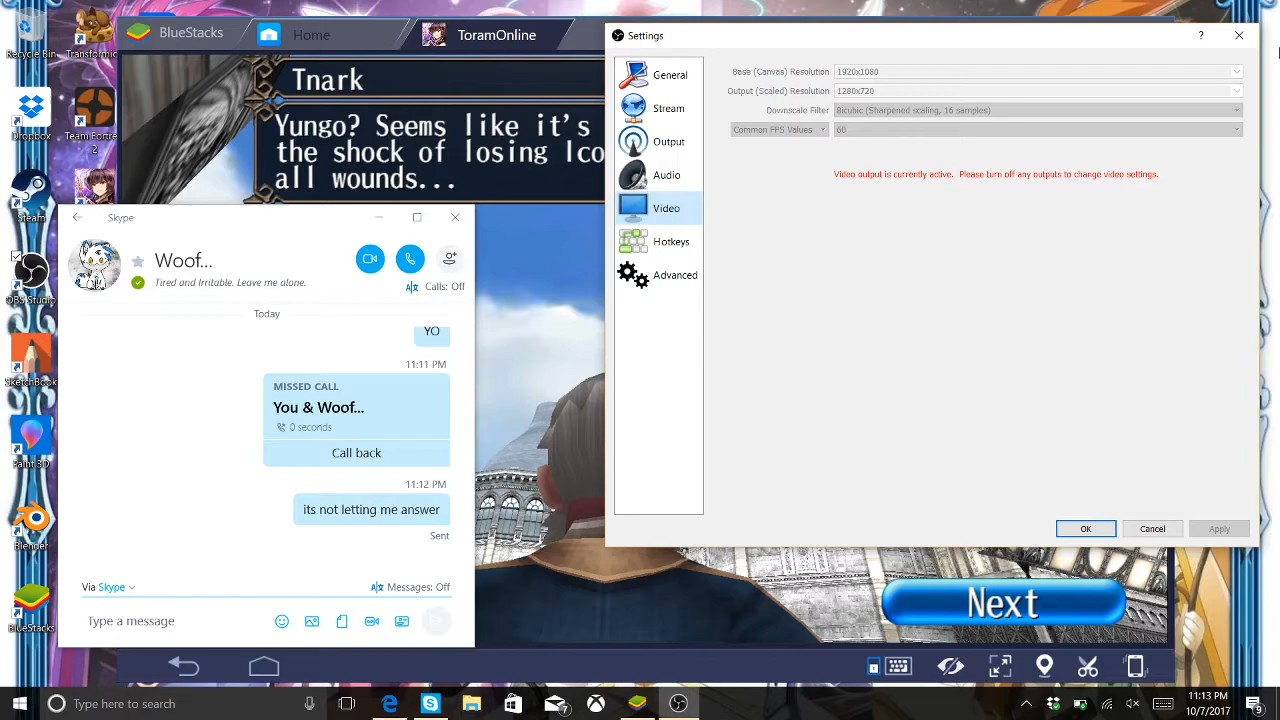 Recycle Bin
Transformic
Dropbox
Team Fortre
2
Steam
OBS Studio
SketchBook
Paint 3D
Blender
BlueStacks
BlueStacks
Home
ToramOnline
Tnark
Yungo? Seems like it's
the shock of losing Ico
all wounds...
Next
Skype
Woof...
Tired and Irritable. Leave me alone.
Calls: Off
Today
YO
11:11 PM
MISSED CALL
You & Woof...
0 seconds
Call back
11:12 PM
its not letting me answer
Sent
Via Skype
Messages: Off
Type a message
Settings
General
Stream
Output
Audio
Video
Hotkeys
Advanced
Base (Canvas) Resolution 1920x1080
Output (Scaled) Resolution 1280x720
Downscale Filter Bicubic (Sharpened scaling, 16 samples)
Common FPS Values 60
Video output is currently active. Please turn off any outputs to change video settings.
OK
Cancel
Apply
Type here to search
7
11:13 PM
10/7/2017
9